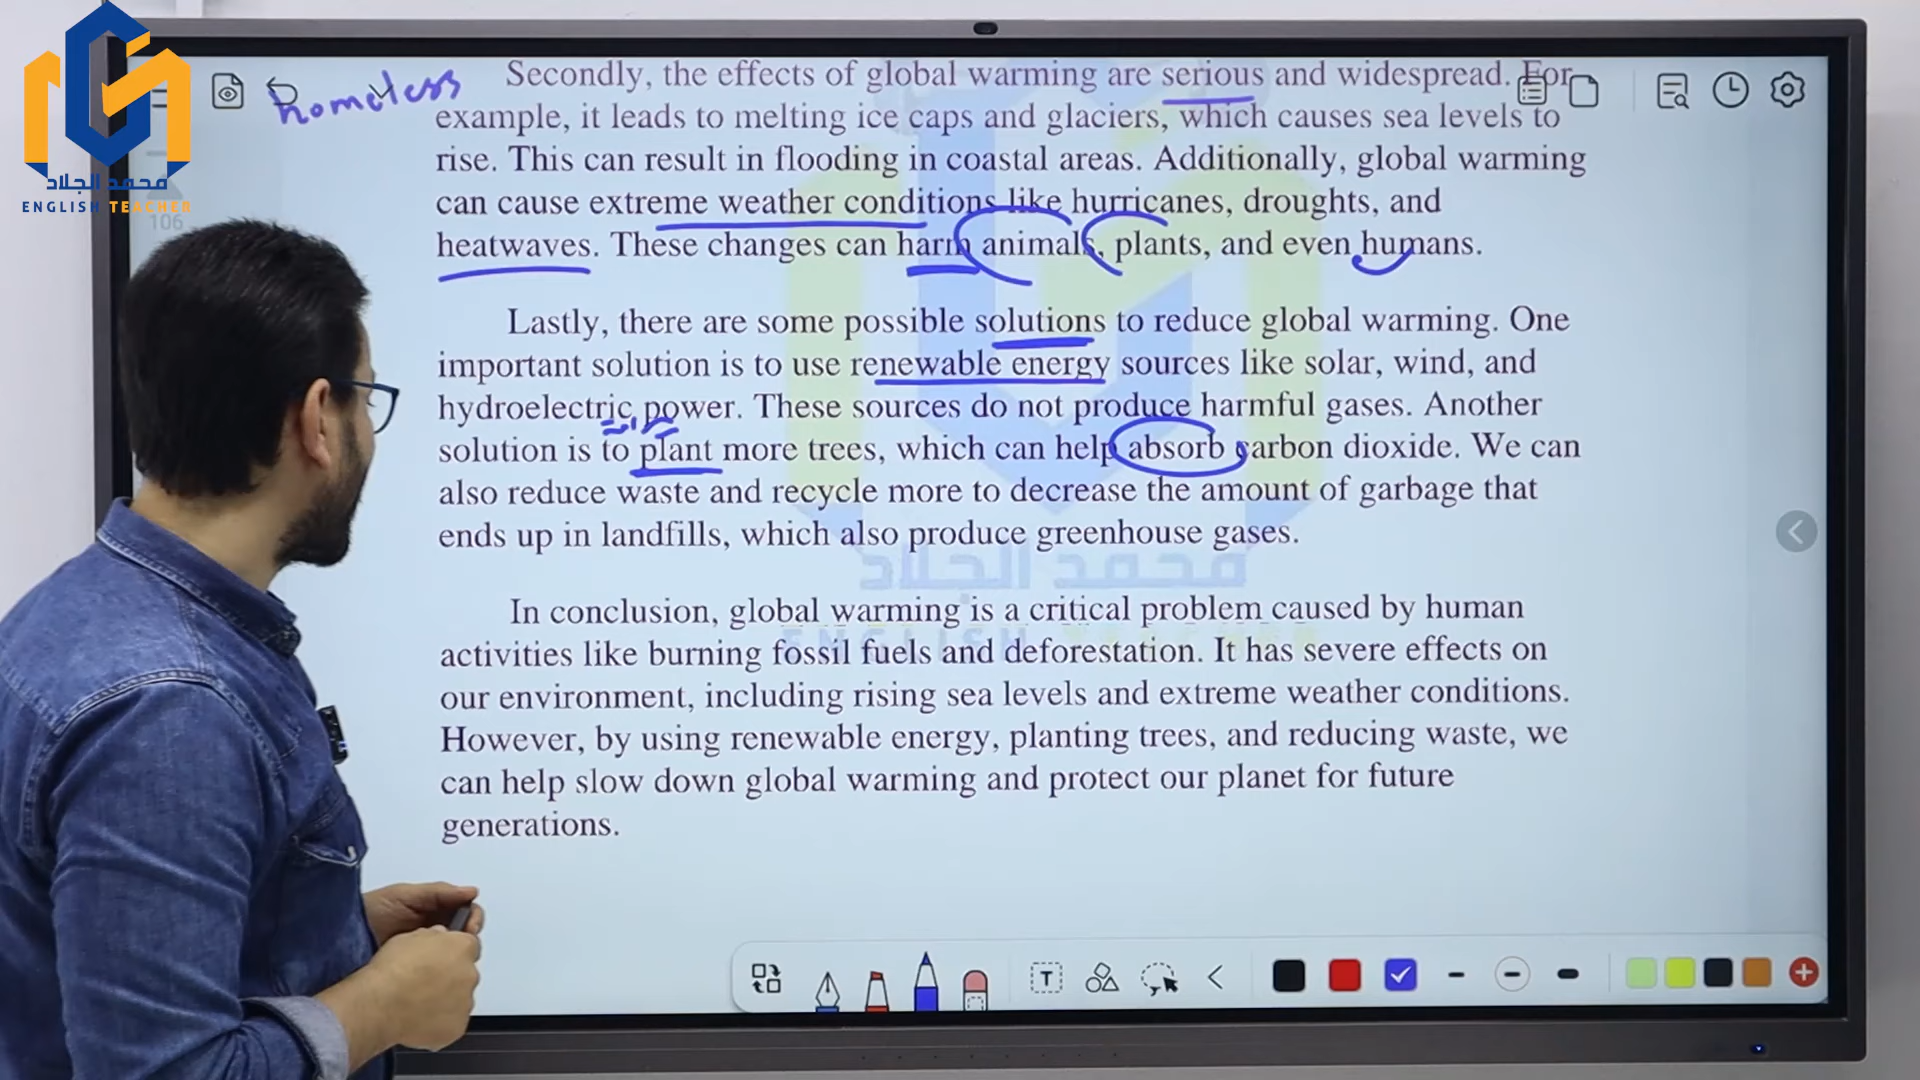 محمد الجلاد
ENGLISH TEACHER
106
homeless
Secondly, the effects of global warming are serious and widespread. For
example, it leads to melting ice caps and glaciers, which causes sea levels to
rise. This can result in flooding in coastal areas. Additionally, global warming
can cause extreme weather conditions like hurricanes, droughts, and
heatwaves. These changes can harm animals, plants, and even humans.
Lastly, there are some possible solutions to reduce global warming. One
important solution is to use renewable energy sources like solar, wind, and
hydroelectric power. These sources do not produce harmful gases. Another
solution is to plant more trees, which can help absorb carbon dioxide. We can
also reduce waste and recycle more to decrease the amount of garbage that
ends up in landfills, which also produce greenhouse gases.
محمد الجلاد
In conclusion, global warming is a critical problem caused by human
activities like burning fossil fuels and deforestation. It has severe effects on
our environment, including rising sea levels and extreme weather conditions.
However, by using renewable energy, planting trees, and reducing waste, we
can help slow down global warming and protect our planet for future
generations.
T